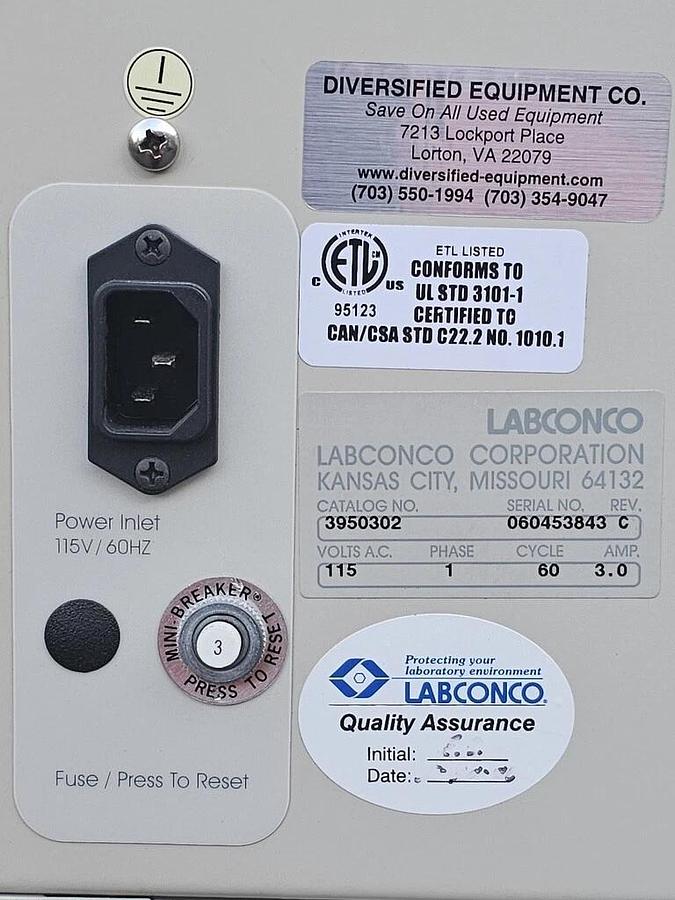 DIVERSIFIED EQUIPMENT CO.
Save On All Used Equipment
7213 Lockport Place
Lorton, VA 22079
www.diversified-equipment.com
(703) 550-1994 (703) 354-9047
INTERTEK
ETL CM
LISTED
C US
95123
ETL LISTED
CONFORMS TO
UL STD 3101-1
CERTIFIED TO
CAN/CSA STD C22.2 NO. 1010.1
LABCONCO
LABCONCO CORPORATION
KANSAS CITY, MISSOURI 64132
CATALOG NO. SERIAL NO. REV.
3950302 060453843 C
VOLTS A.C. PHASE CYCLE AMP.
115 1 60 3.0
Power Inlet
115V/60HZ
MINI-BREAKER®
3
PRESS TO RESET
Fuse / Press To Reset
Protecting your
laboratory environment
LABCONCO®
Quality Assurance
Initial:
Date: